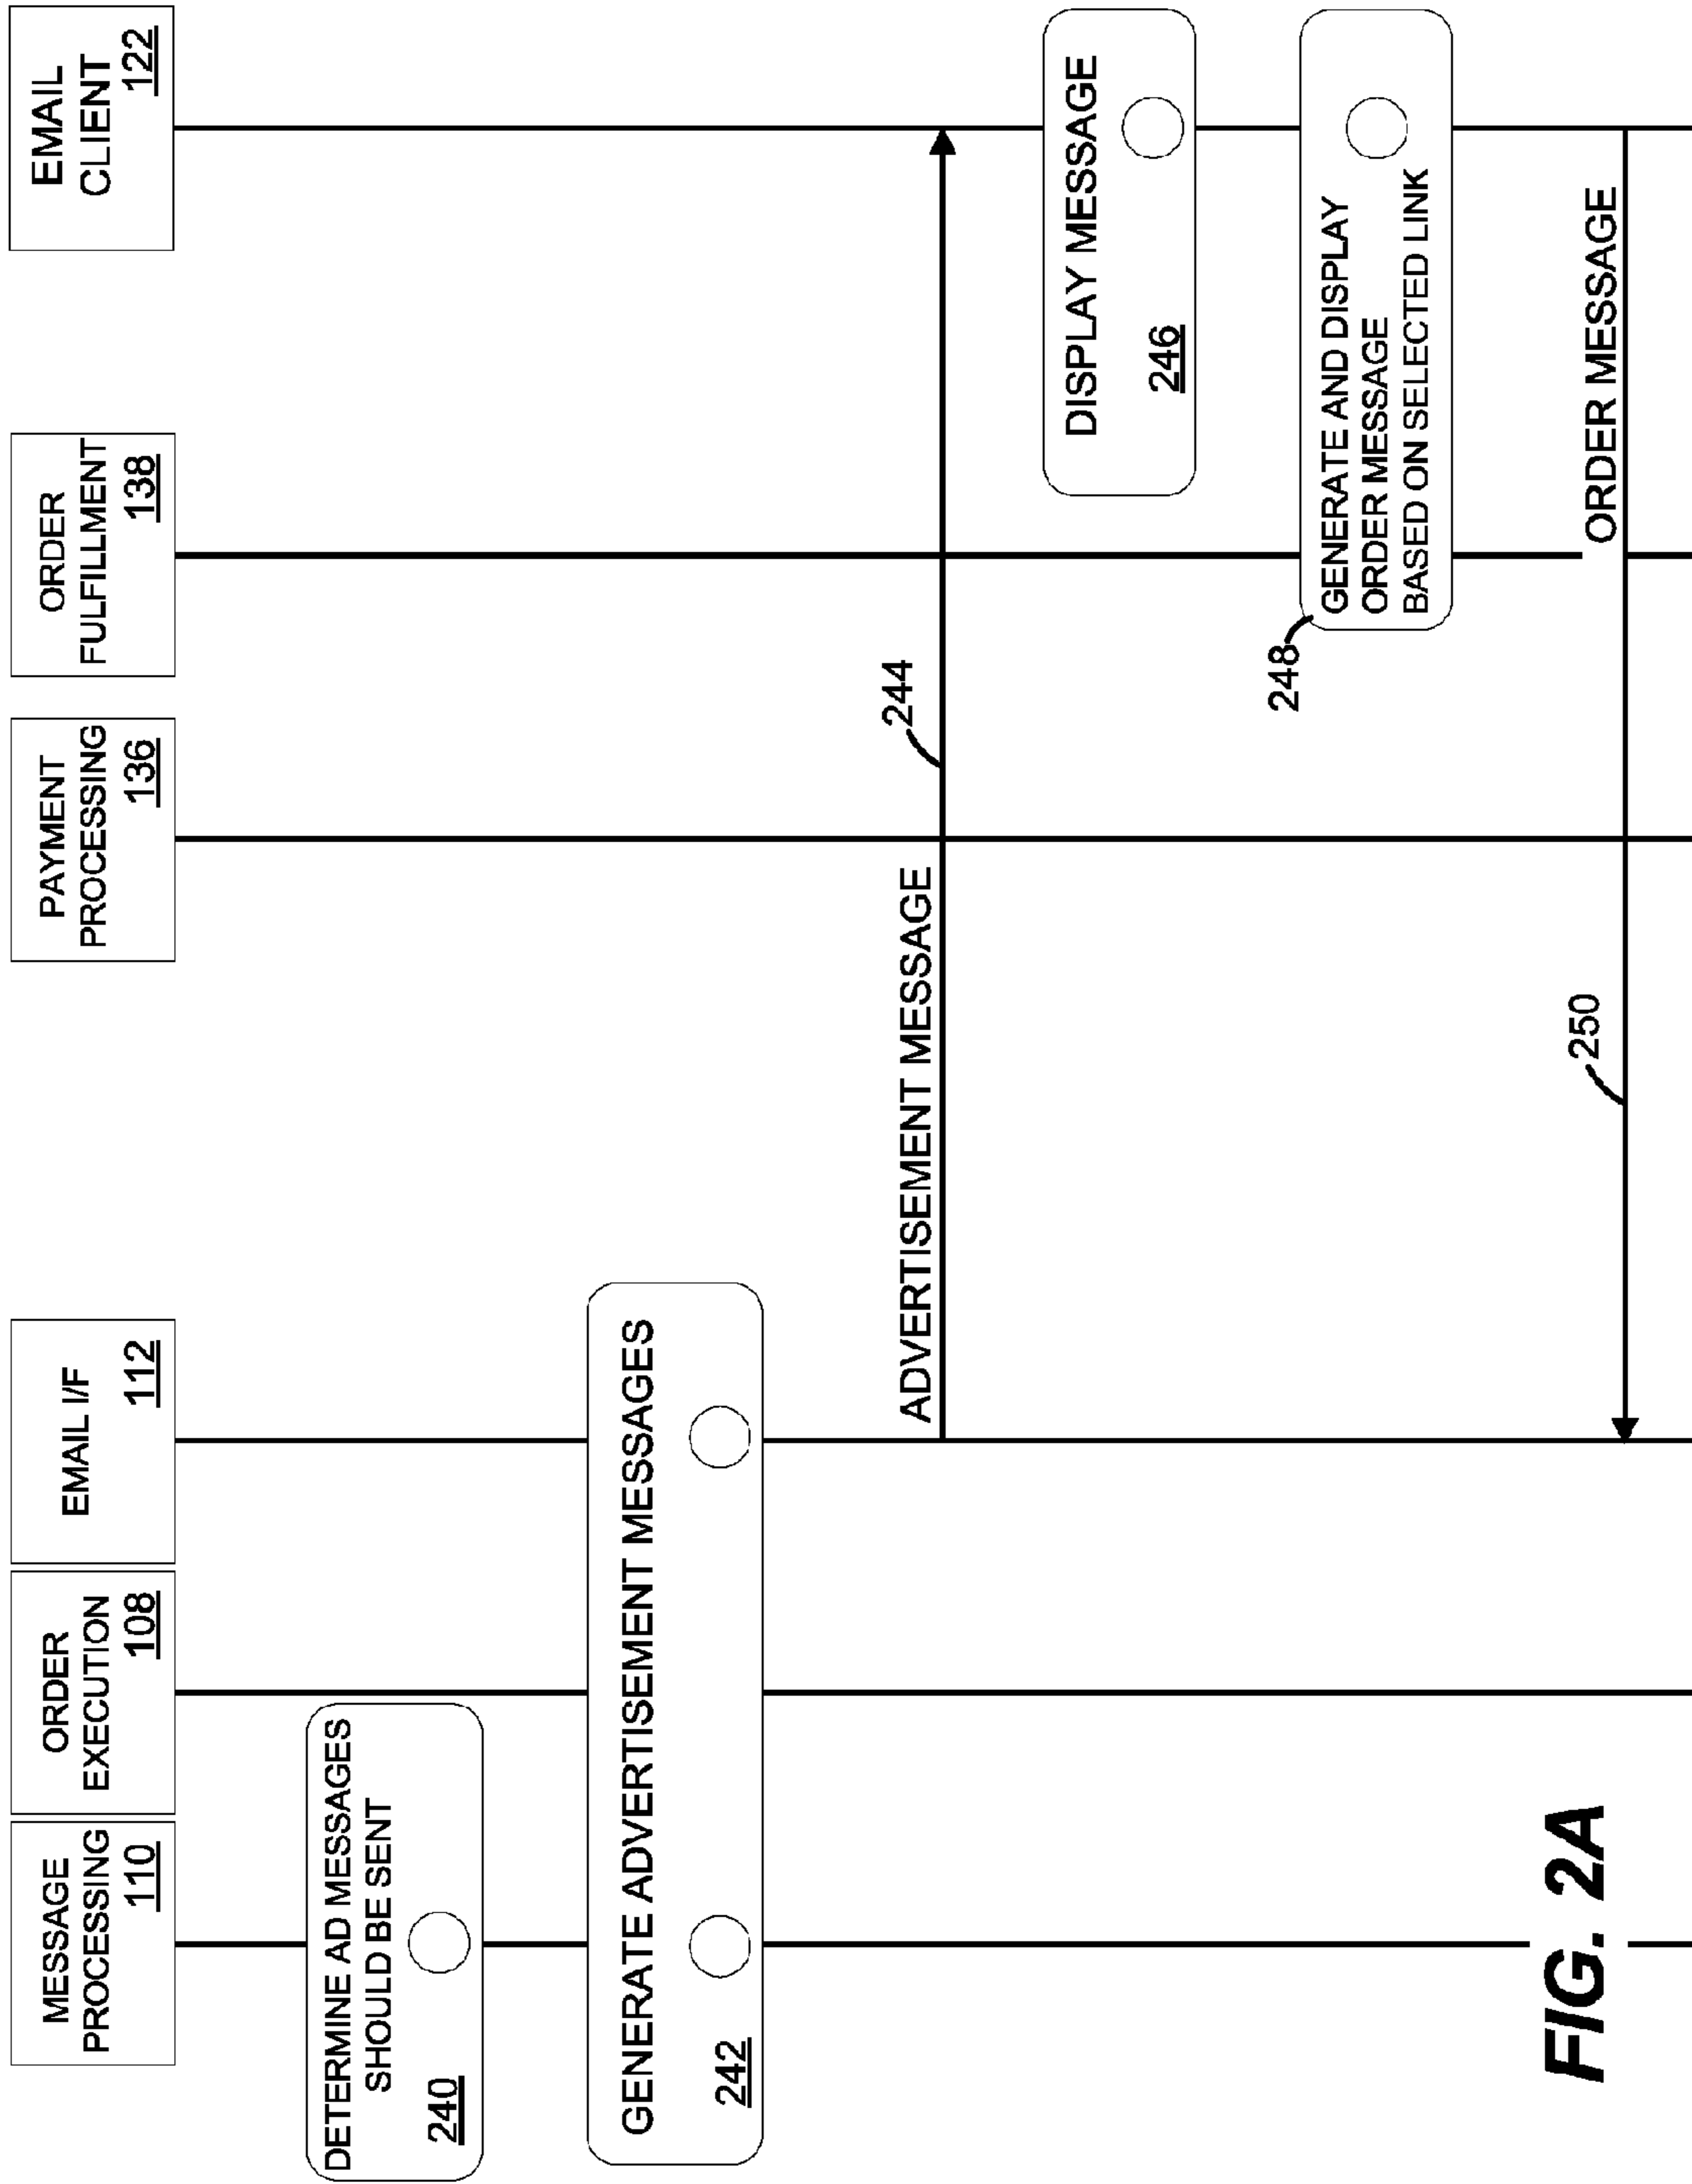 MESSAGE
PROCESSING
110
ORDER
EXECUTION
108
EMAIL I/F
112
PAYMENT
PROCESSING
136
ORDER
FULFILLMENT
138
EMAIL
CLIENT
122
DETERMINE AD MESSAGES
SHOULD BE SENT
240
GENERATE ADVERTISEMENT MESSAGES
242
ADVERTISEMENT MESSAGE
244
DISPLAY MESSAGE
246
248
GENERATE AND DISPLAY
ORDER MESSAGE
BASED ON SELECTED LINK
250
ORDER MESSAGE
FIG. 2A